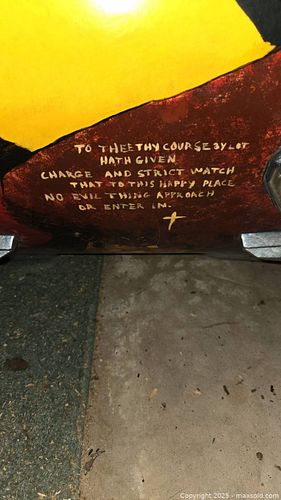 TO THEE THY COURSE BY LOT
HATH GIVEN
CHARGE AND STRICT WATCH
THAT TO THIS HAPPY PLACE
NO EVIL THING APPROACH
OR ENTER IN.
Copyright 2025 - maxsold.com